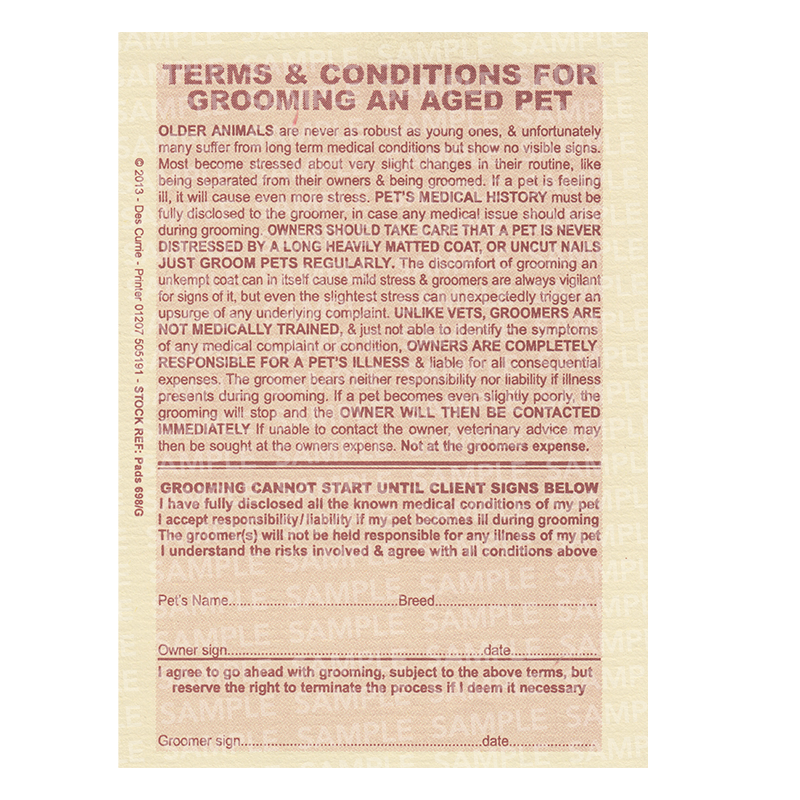 TERMS & CONDITIONS FOR
GROOMING AN AGED PET
OLDER ANIMALS are never as robust as young ones, & unfortunately
many suffer from long term medical conditions but show no visible signs.
Most become stressed about very slight changes in their routine, like
being separated from their owners & being groomed. If a pet is feeling
ill, it will cause even more stress. PET'S MEDICAL HISTORY must be
fully disclosed to the groomer, in case any medical issue should arise
during grooming. OWNERS SHOULD TAKE CARE THAT A PET IS NEVER
DISTRESSED BY A LONG HEAVILY MATTED COAT, OR UNCUT NAILS
JUST GROOM PETS REGULARLY. The discomfort of grooming an
unkempt coat can in itself cause mild stress & groomers are always vigilant
for signs of it, but even the slightest stress can unexpectedly trigger an
upsurge of any underlying complaint. UNLIKE VETS, GROOMERS ARE
NOT MEDICALLY TRAINED, & just not able to identify the symptoms
of any medical complaint or condition, OWNERS ARE COMPLETELY
RESPONSIBLE FOR A PET'S ILLNESS & liable for all consequential
expenses. The groomer bears neither responsibility nor liability if illness
presents during grooming. If a pet becomes even slightly poorly, the
grooming will stop and the OWNER WILL THEN BE CONTACTED
IMMEDIATELY If unable to contact the owner, veterinary advice may
then be sought at the owners expense. Not at the groomers expense.
GROOMING CANNOT START UNTIL CLIENT SIGNS BELOW
I have fully disclosed all the known medical conditions of my pet
I accept responsibility/liability if my pet becomes ill during grooming
The groomer(s) will not be held responsible for any illness of my pet
I understand the risks involved & agree with all conditions above
Pet's Name..................................Breed................................
Owner sign...................................................date...................
I agree to go ahead with grooming, subject to the above terms, but
reserve the right to terminate the process if I deem it necessary
Groomer sign................................................date...................
© 2013 - Des Currie - Printer 01207 505191 - STOCK REF: Pads 698/G
SAMPLE